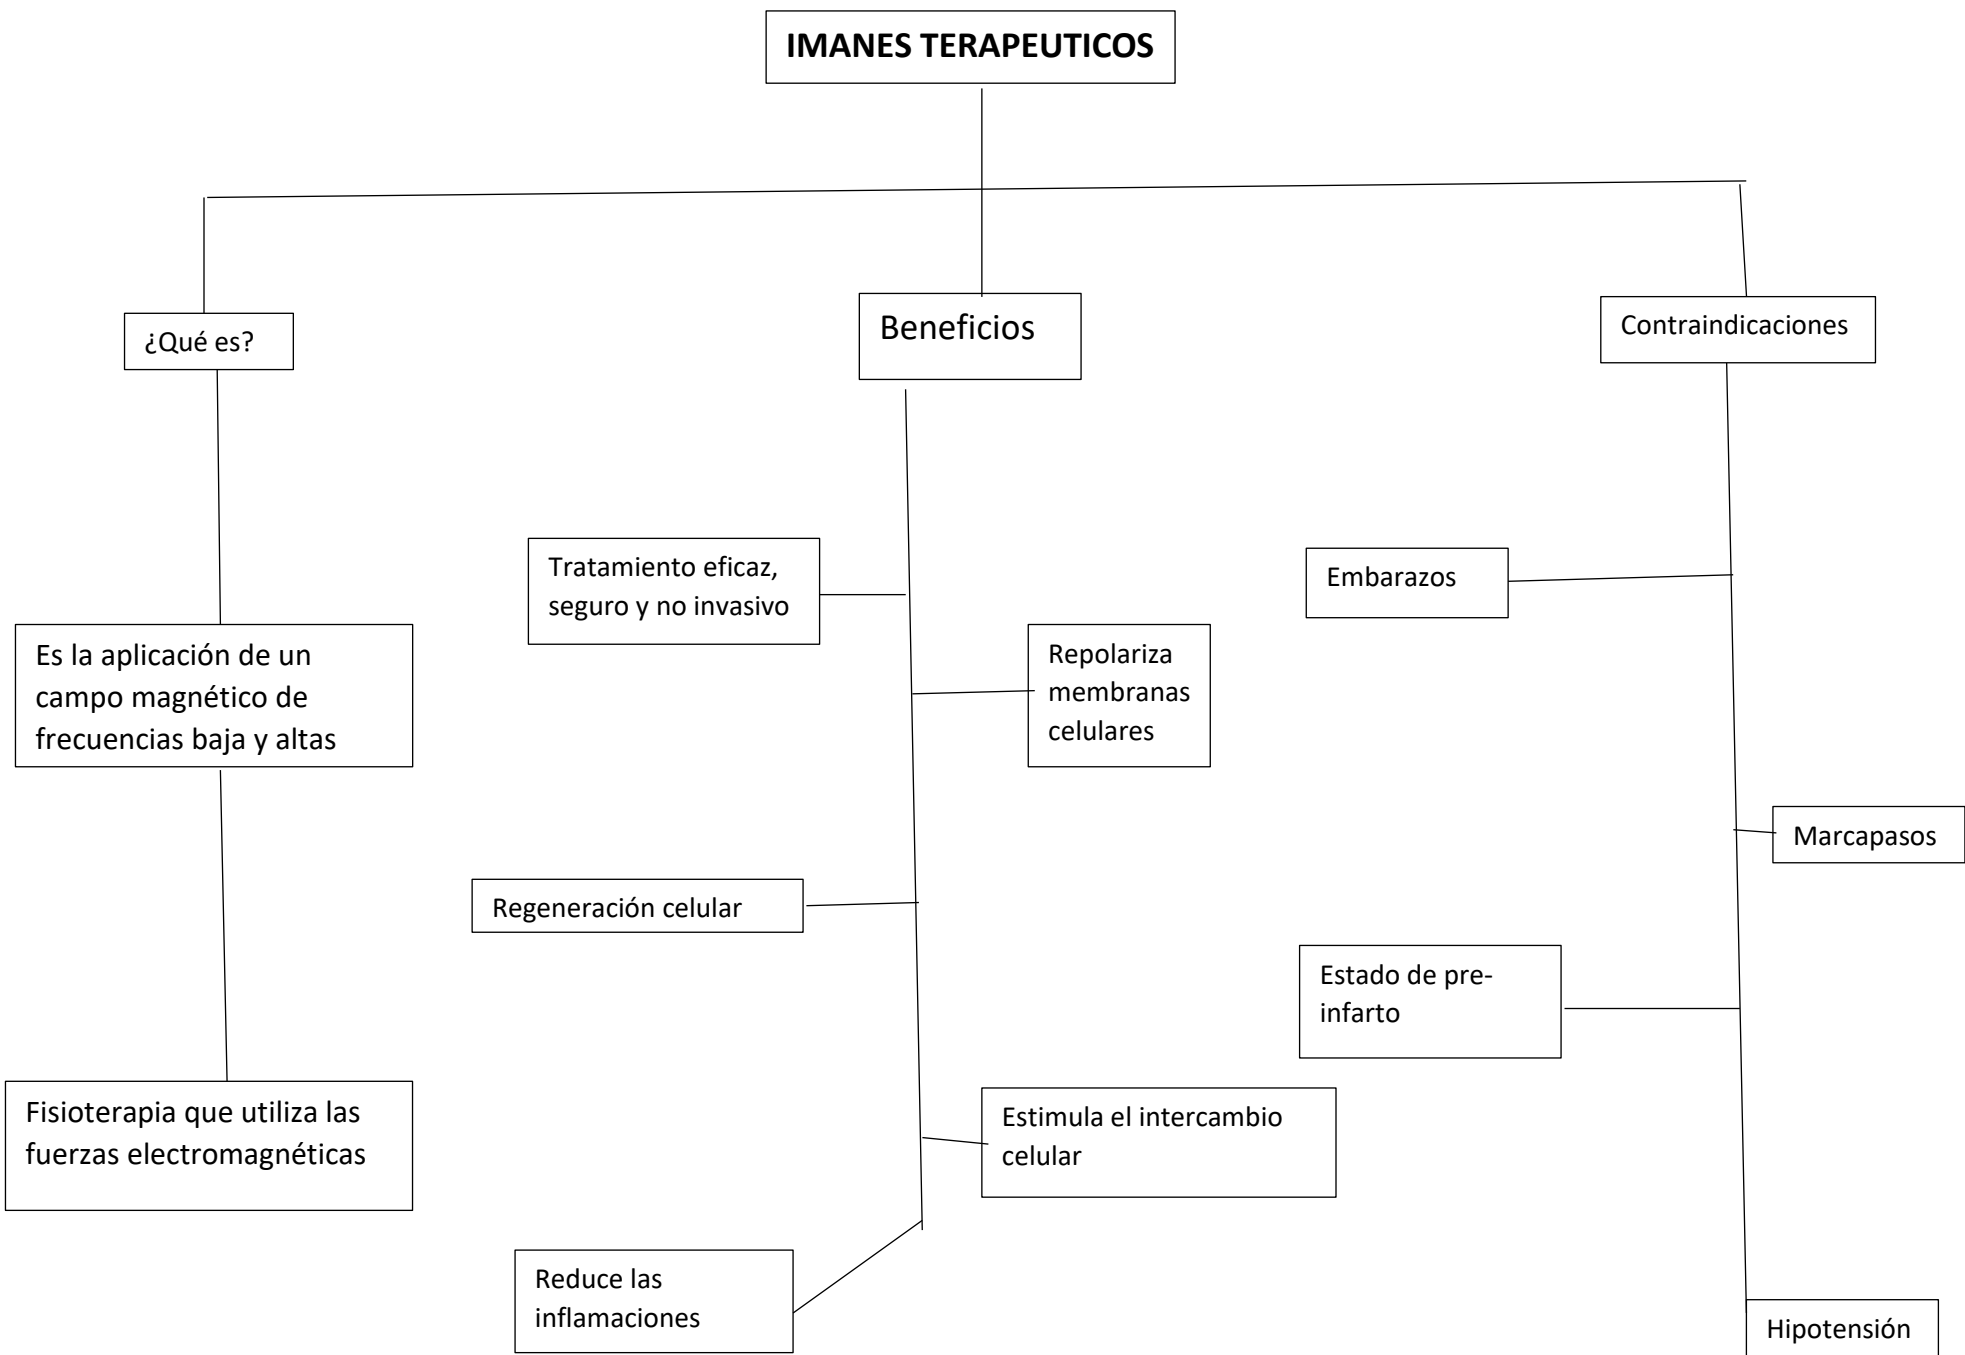 IMANES TERAPEUTICOS
¿Qué es?
Es la aplicación de un
campo magnético de
frecuencias baja y altas
Fisioterapia que utiliza las
fuerzas electromagnéticas
Beneficios
Tratamiento eficaz,
seguro y no invasivo
Repolariza
membranas
celulares
Regeneración celular
Estimula el intercambio
celular
Reduce las
inflamaciones
Contraindicaciones
Embarazos
Marcapasos
Estado de pre-
infarto
Hipotensión